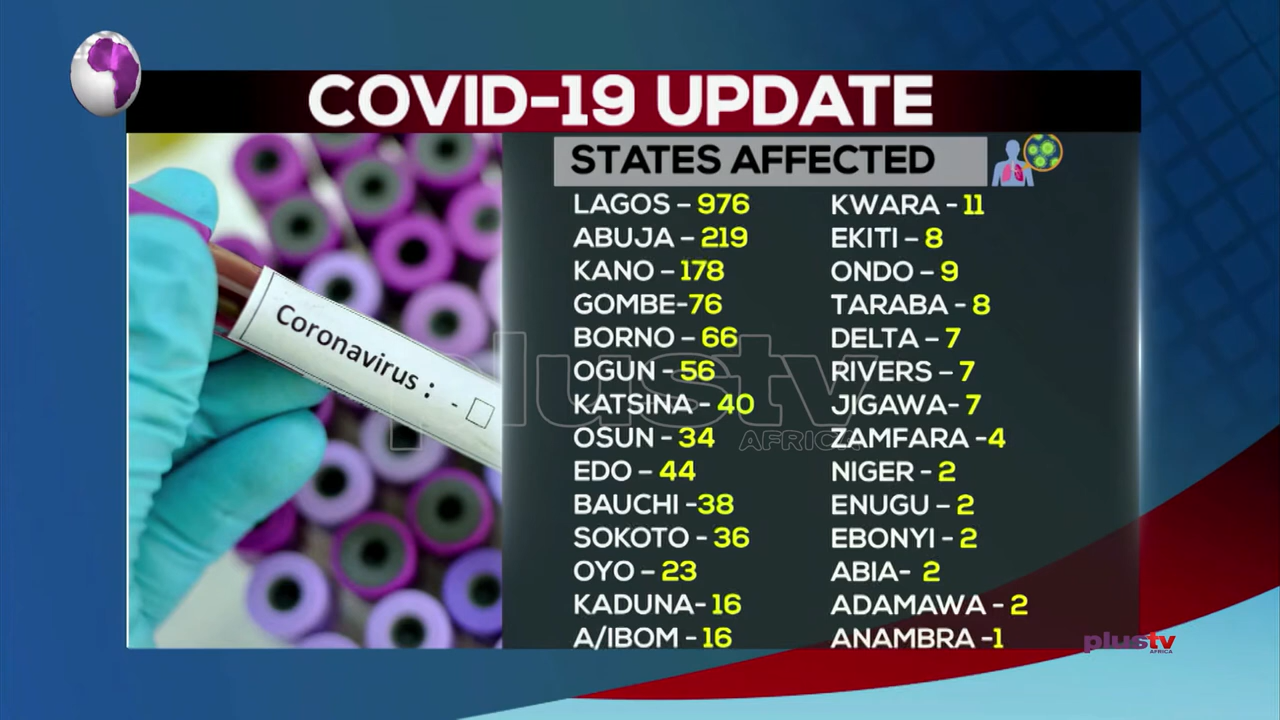 COVID-19 UPDATE
STATES AFFECTED
LAGOS – 976
ABUJA – 219
KANO – 178
GOMBE-76
BORNO – 66
OGUN - 56
KATSINA - 40
OSUN - 34
EDO – 44
BAUCHI -38
SOKOTO - 36
OYO – 23
KADUNA- 16
A/IBOM - 16
KWARA - 11
EKITI – 8
ONDO – 9
TARABA - 8
DELTA – 7
RIVERS – 7
JIGAWA- 7
ZAMFARA -4
NIGER - 2
ENUGU – 2
EBONYI - 2
ABIA- 2
ADAMAWA - 2
ANAMBRA -1
Coronavirus :
-
plustv
AFRICA
plustv
AFRICA